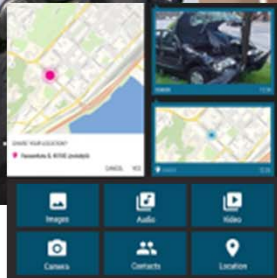 SHARE YOUR LOCATION?
CANCEL YES
Images
Audio
Video
Camera
Contacts
Location